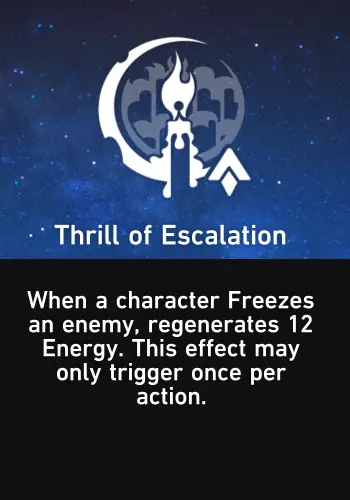 Thrill of Escalation
When a character Freezes
an enemy, regenerates 12
Energy. This effect may
only trigger once per
action.